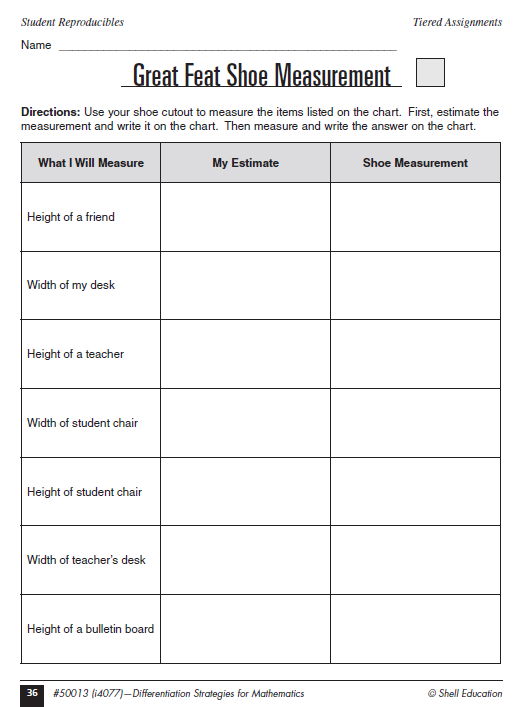 Student Reproducibles
Tiered Assignments
Name
Great Feat Shoe Measurement
Directions: Use your shoe cutout to measure the items listed on the chart. First, estimate the
measurement and write it on the chart. Then measure and write the answer on the chart.
What I Will Measure
My Estimate
Shoe Measurement
Height of a friend
Width of my desk
Height of a teacher
Width of student chair
Height of student chair
Width of teacher's desk
Height of a bulletin board
36 #50013 (i4077)—Differentiation Strategies for Mathematics © Shell Education